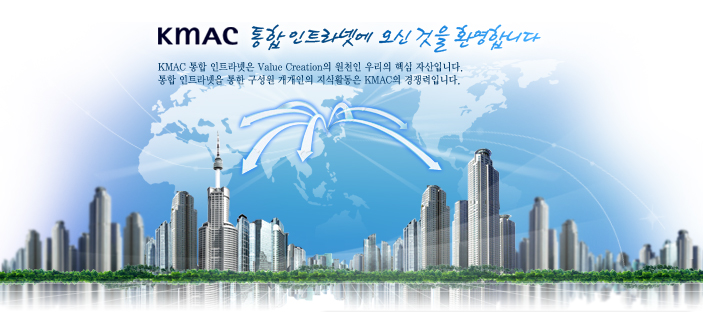 KMAC 통합 인트라넷에 오신 것을 환영합니다
KMAC 통합 인트라넷은 Value Creation의 원천인 우리의 핵심 자산입니다.
통합 인트라넷을 통한 구성원 개개인의 지식활동은 KMAC의 경쟁력입니다.